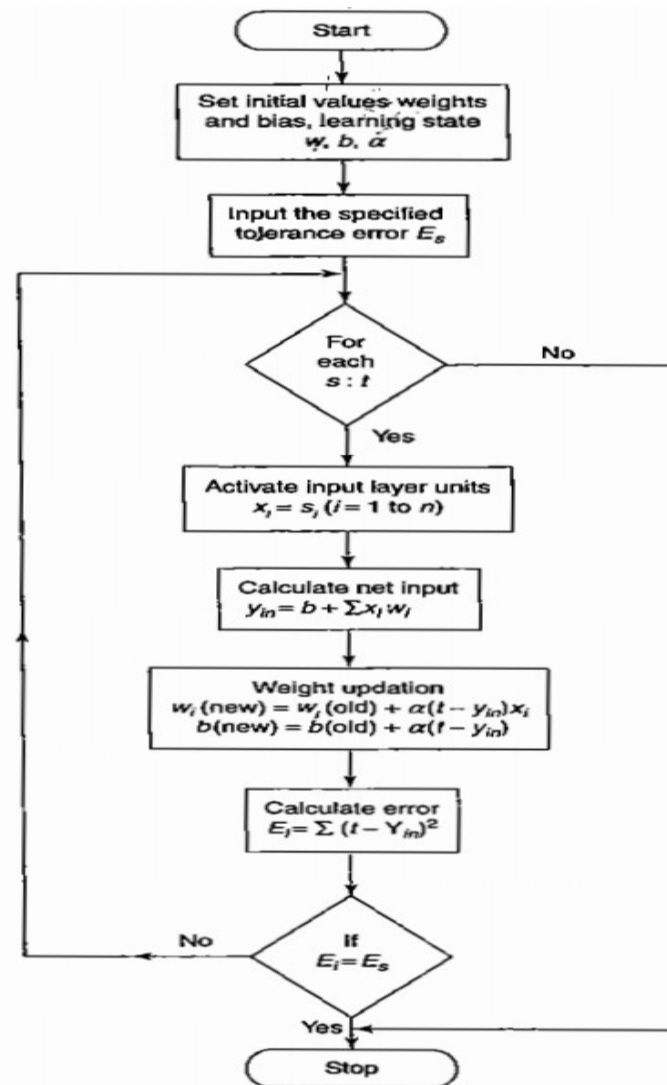 Start
Set initial values-weights
and bias, learning state
w, b, α
Input the specified
tolerance error Es
For
each
s : t
No
Yes
Activate input layer units
xi = si (i = 1 to n)
Calculate net input
yin = b + Σxi wi
Weight updation
wi(new) = wi(old) + α(t – yin)xi
b(new) = b(old) + α(t – yin)
Calculate error
Ei = Σ (t – Yin)²
If
Ei = Es
No
Yes
Stop